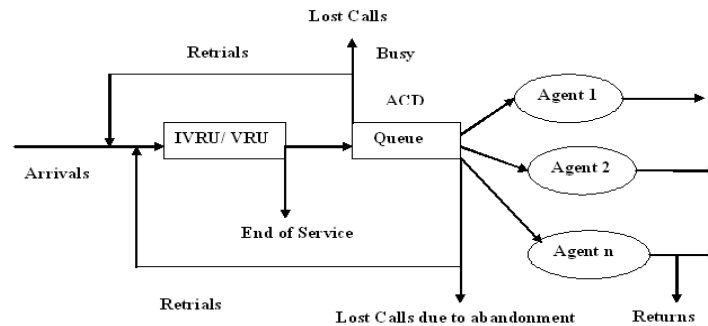 Lost Calls
Retrials
Busy
ACD
Agent 1
IVRU/ VRU
Queue
Arrivals
Agent 2
End of Service
Agent n
Retrials
Lost Calls due to abandonment
Returns